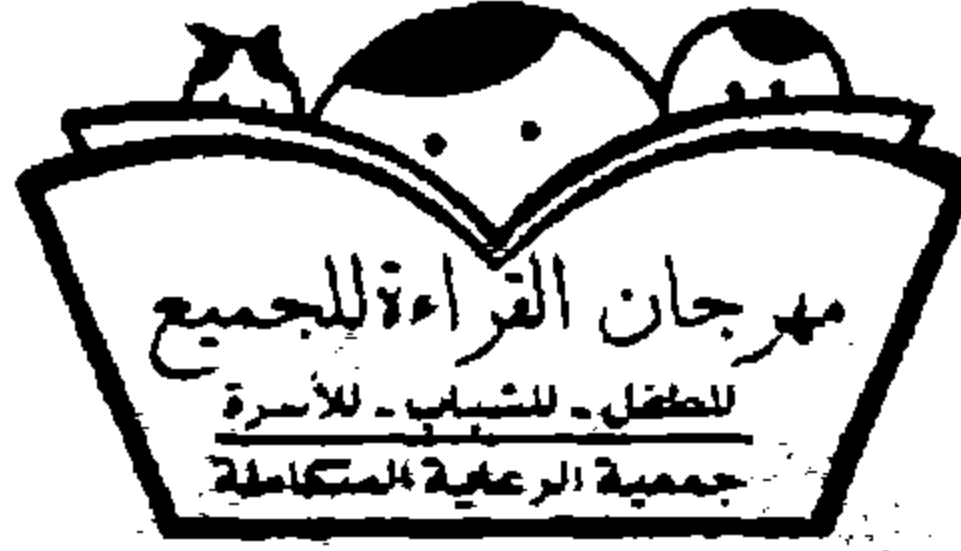 مهرجان القراءة للجميع
للطفل - للشباب - للأسرة
جمعية الرعاية المتكاملة